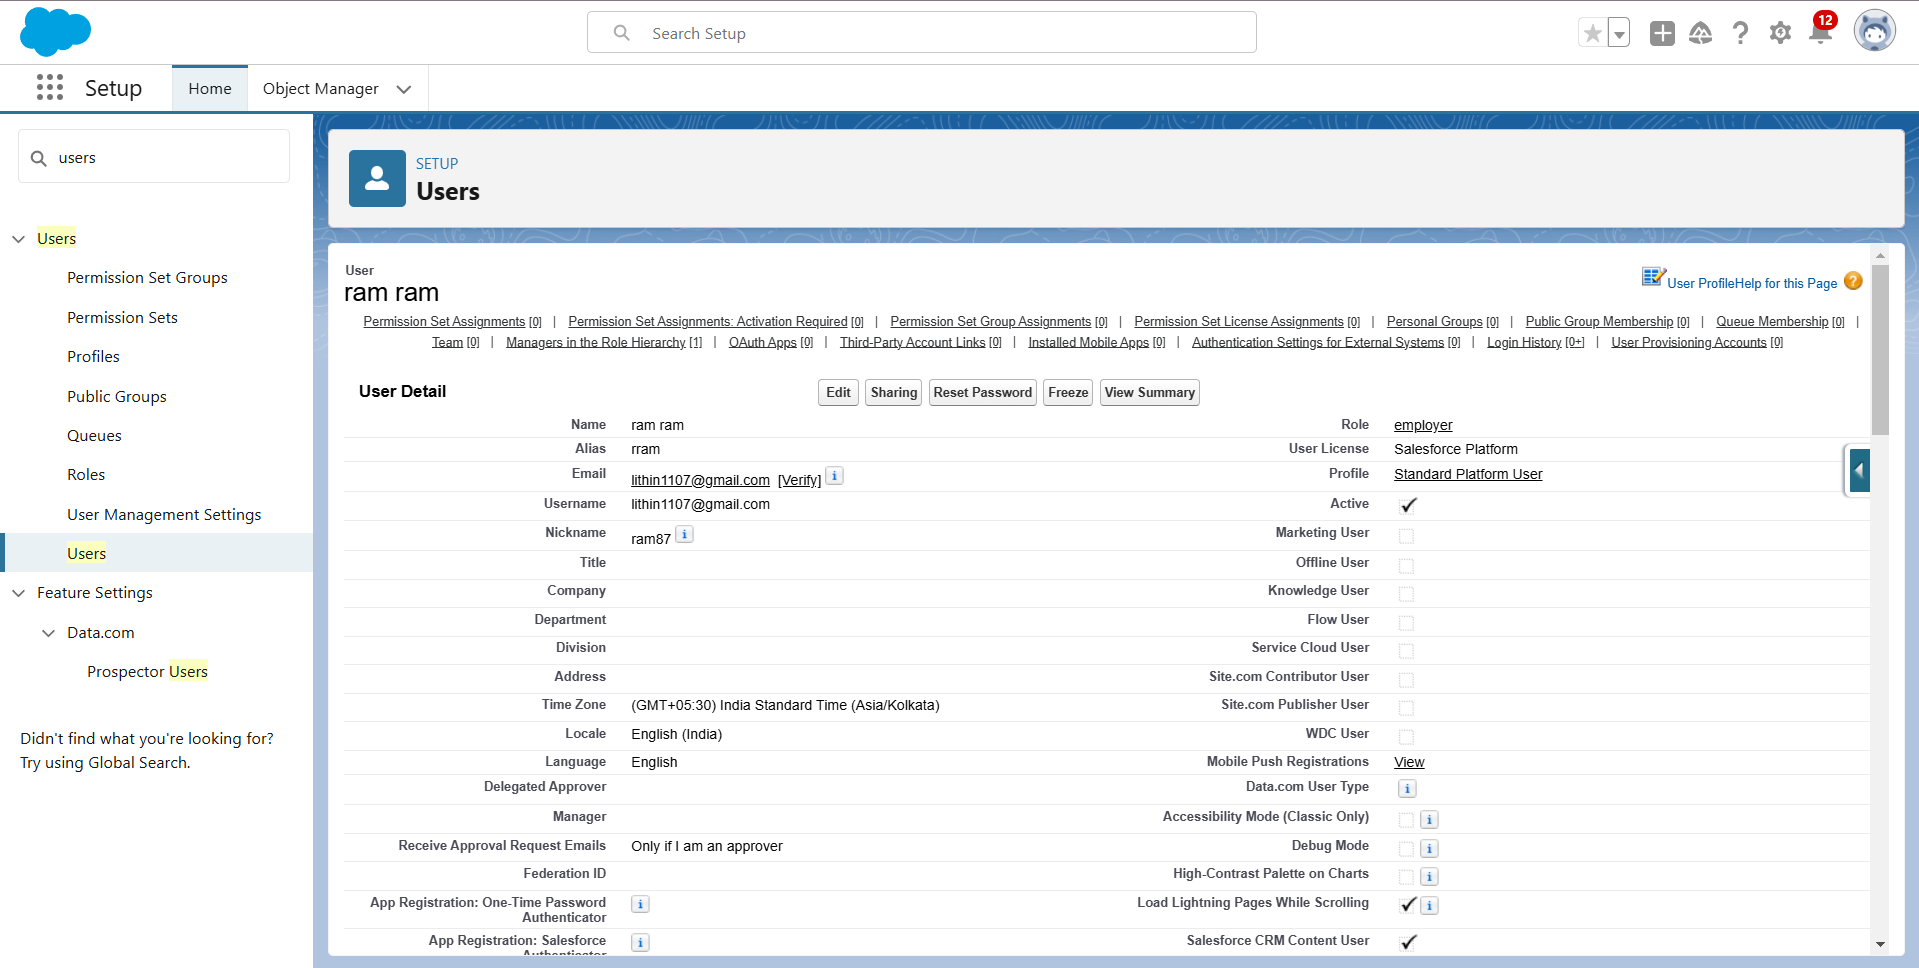 Search Setup
12
Setup
Home
Object Manager
users
Users
Permission Set Groups
Permission Sets
Profiles
Public Groups
Queues
Roles
User Management Settings
Users
Feature Settings
Data.com
Prospector Users
Didn't find what you're looking for?
Try using Global Search.
SETUP
Users
User
ram ram
User Profile Help for this Page ?
Permission Set Assignments [0] | Permission Set Assignments: Activation Required [0] | Permission Set Group Assignments [0] | Permission Set License Assignments [0] | Personal Groups [0] | Public Group Membership [0] | Queue Membership [0] |
Team [0] | Managers in the Role Hierarchy [1] | OAuth Apps [0] | Third-Party Account Links [0] | Installed Mobile Apps [0] | Authentication Settings for External Systems [0] | Login History [0+] | User Provisioning Accounts [0]
User Detail
Edit Sharing Reset Password Freeze View Summary
Name ram ram Role employer
Alias rram User License Salesforce Platform
Email lithin1107@gmail.com [Verify] i Profile Standard Platform User
Username lithin1107@gmail.com Active
Nickname ram87 i Marketing User
Title Offline User
Company Knowledge User
Department Flow User
Division Service Cloud User
Address Site.com Contributor User
Time Zone (GMT+05:30) India Standard Time (Asia/Kolkata) Site.com Publisher User
Locale English (India) WDC User
Language English Mobile Push Registrations View
Delegated Approver Data.com User Type i
Manager Accessibility Mode (Classic Only) i
Receive Approval Request Emails Only if I am an approver Debug Mode i
Federation ID High-Contrast Palette on Charts i
App Registration: One-Time Password i Load Lightning Pages While Scrolling i
Authenticator
App Registration: Salesforce i Salesforce CRM Content User
Authenticator